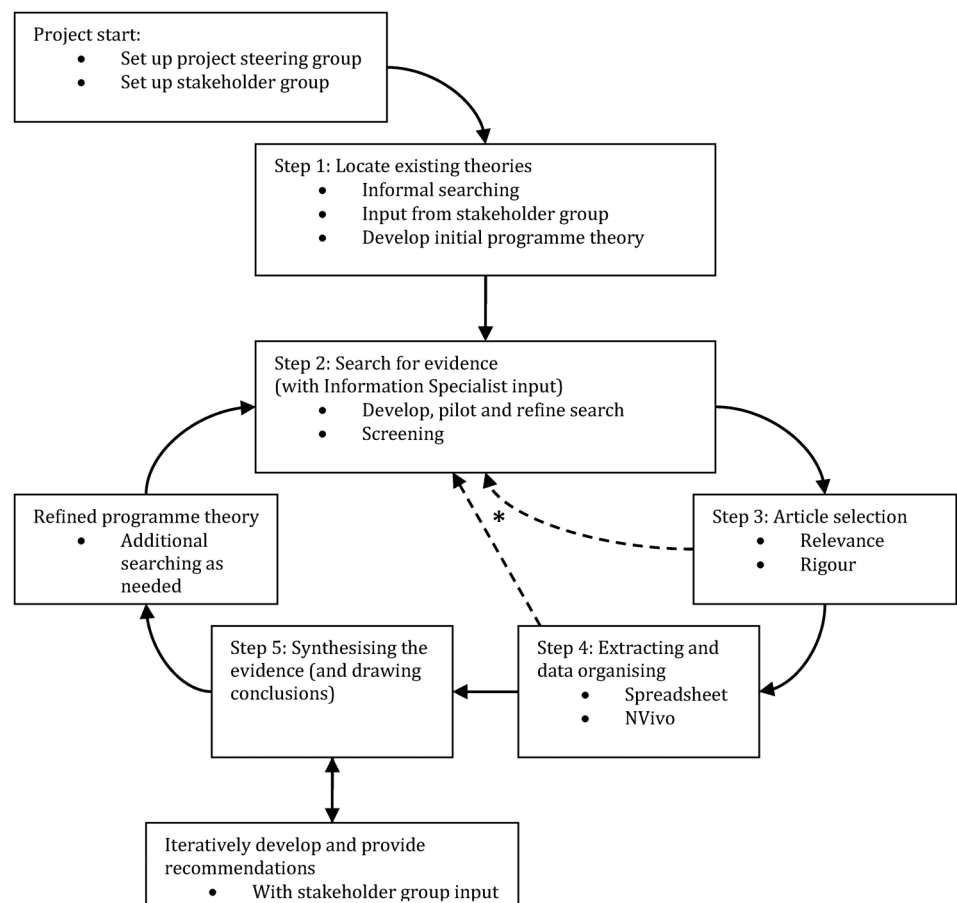 Project start:
• Set up project steering group
• Set up stakeholder group
Step 1: Locate existing theories
• Informal searching
• Input from stakeholder group
• Develop initial programme theory
Step 2: Search for evidence
(with Information Specialist input)
• Develop, pilot and refine search
• Screening
*
Step 3: Article selection
• Relevance
• Rigour
Step 4: Extracting and
data organising
• Spreadsheet
• NVivo
Step 5: Synthesising the
evidence (and drawing
conclusions)
Refined programme theory
• Additional
searching as
needed
Iteratively develop and provide
recommendations
• With stakeholder group input